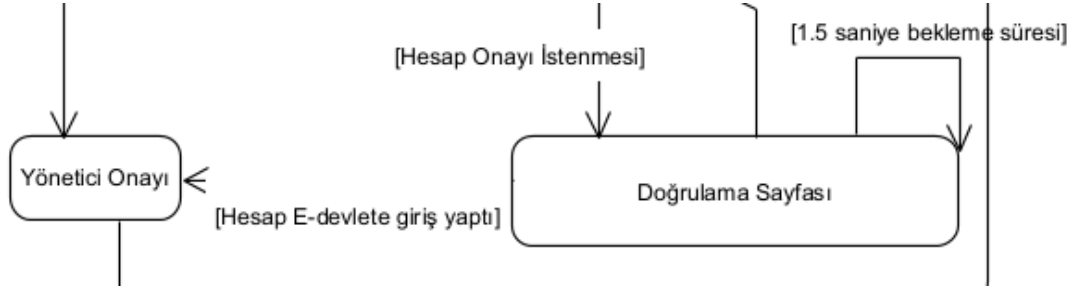 [1.5 saniye bekleme süresi]
[Hesap Onayı İstenmesi]
Yönetici Onayı
Doğrulama Sayfası
[Hesap E-devlete giriş yaptı]